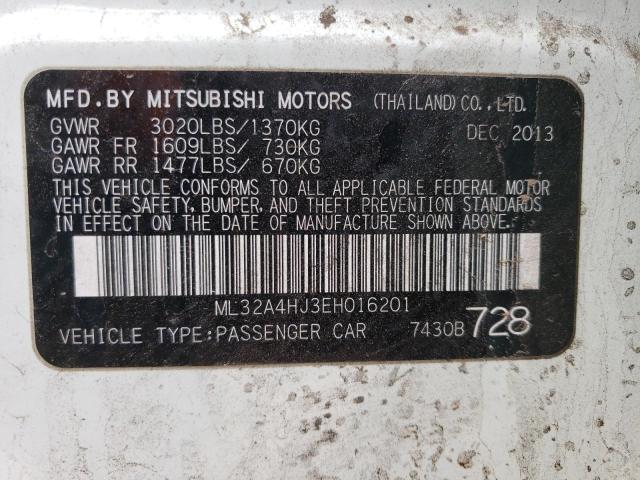 MFD.BY MITSUBISHI MOTORS (THAILAND)CO.,LTD.
GVWR 3020LBS/1370KG DEC 2013
GAWR FR 1609LBS/ 730KG
GAWR RR 1477LBS/ 670KG
THIS VEHICLE CONFORMS TO ALL APPLICABLE FEDERAL MOTOR
VEHICLE SAFETY, BUMPER, AND THEFT PREVENTION STANDARDS
IN EFFECT ON THE DATE OF MANUFACTURE SHOWN ABOVE.
ML32A4HJ3EH016201
VEHICLE TYPE:PASSENGER CAR 7430B 728